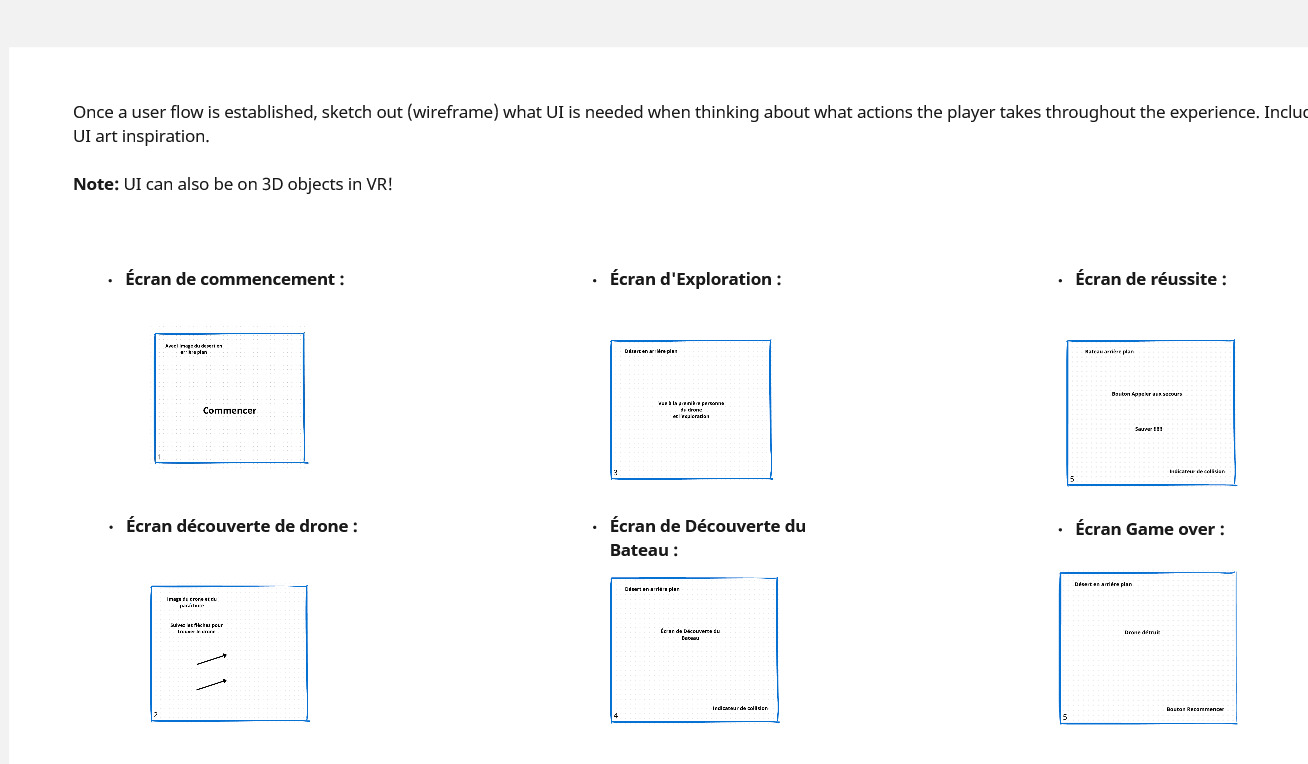 Once a user flow is established, sketch out (wireframe) what UI is needed when thinking about what actions the player takes throughout the experience. Includ
UI art inspiration.
Note: UI can also be on 3D objects in VR!
• Écran de commencement :
Avoir image du désert en
arrière plan
Commencer
1
• Écran découverte de drone :
Image du drone et du
parachute
Suivez les flèches pour
trouver le drone
2
• Écran d'Exploration :
Désert en arrière plan
Vue à la première personne
du drone
et l'exploration
3
• Écran de Découverte du
Bateau :
Désert en arrière plan
Écran de Découverte du
Bateau
Indicateur de collision
4
• Écran de réussite :
Bateau arrière plan
Bouton Appeler aux secours
Sauver
Indicateur de collision
5
• Écran Game over :
Désert en arrière plan
Drone détruit
Bouton Recommencer
5